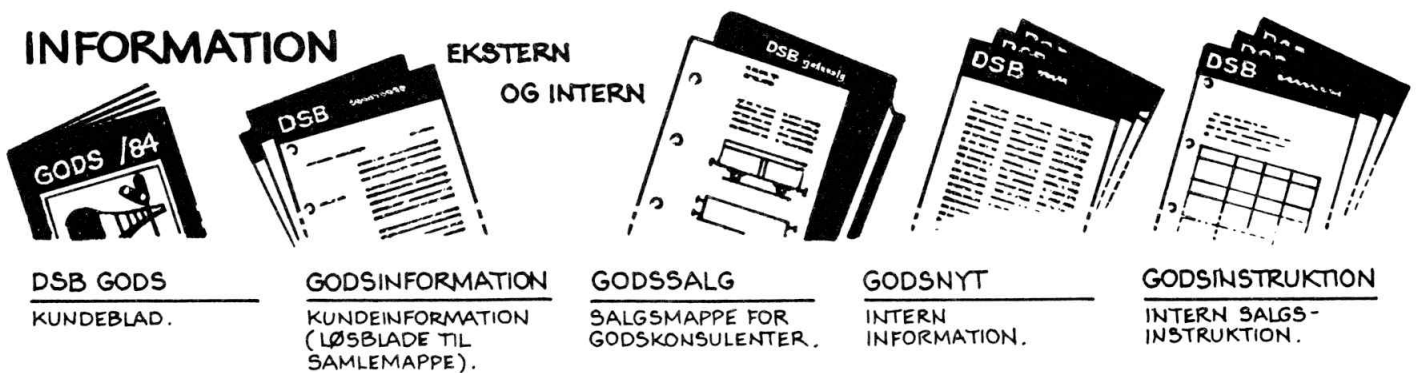 INFORMATION
EKSTERN
OG INTERN
GODS /84
DSB
DSB
DSB
DSB
DSB GODS
KUNDEBLAD.
GODSINFORMATION
KUNDEINFORMATION
(LØSBLADE TIL
SAMLEMAPPE).
GODSSALG
SALGSMAPPE FOR
GODSKONSULENTER.
GODSNYT
INTERN
INFORMATION.
GODSINSTRUKTION
INTERN SALGS-
INSTRUKTION.